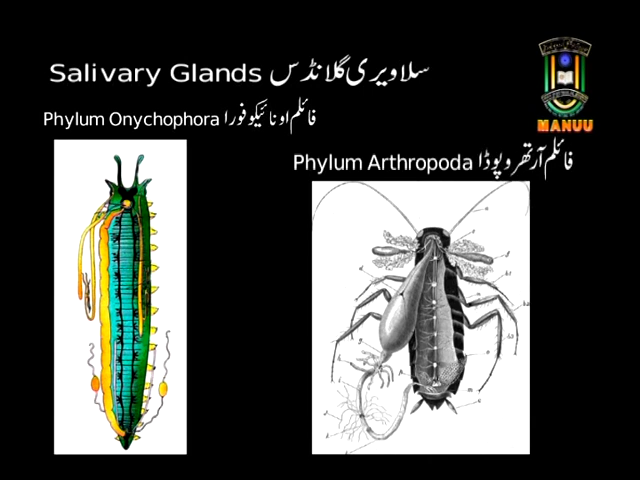 Salivary Glands سلاویری گلانڈس
Phylum Onychophora فائلم اونائیکوفورا
Phylum Arthropoda فائلم آرتھروپوڈا
MANUU